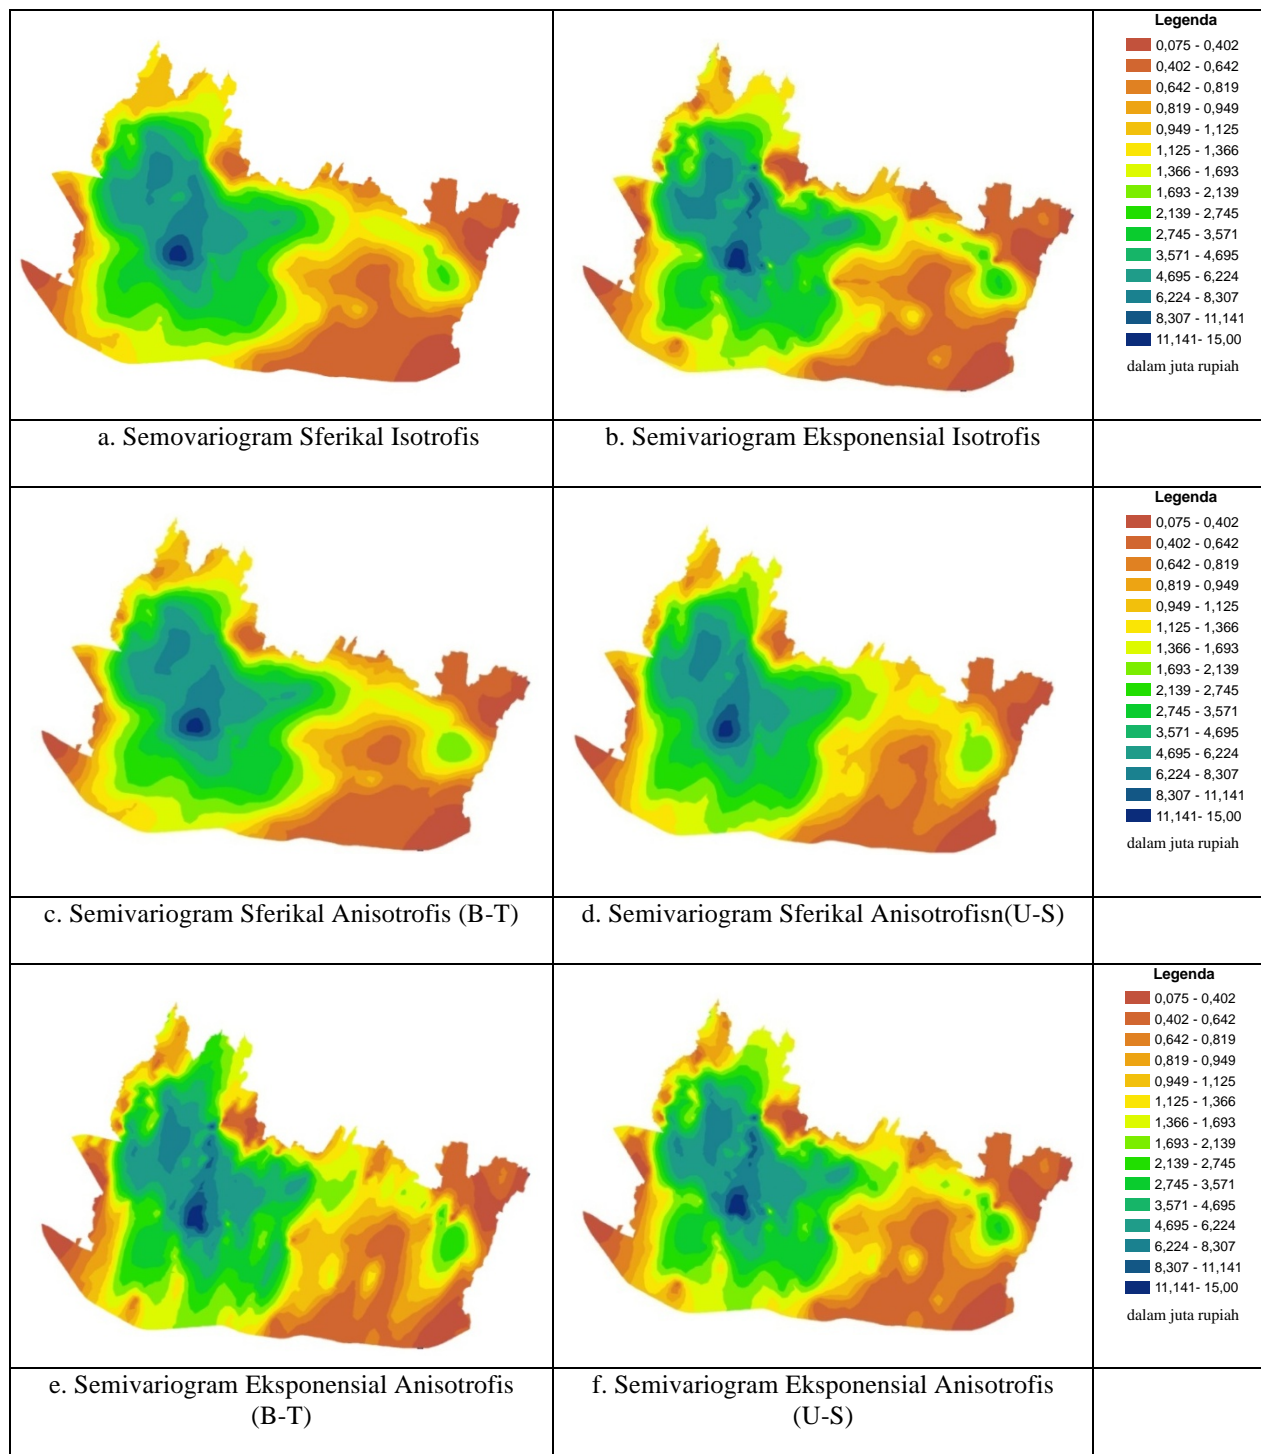 Legenda
0,075 - 0,402
0,402 - 0,642
0,642 - 0,819
0,819 - 0,949
0,949 - 1,125
1,125 - 1,366
1,366 - 1,693
1,693 - 2,139
2,139 - 2,745
2,745 - 3,571
3,571 - 4,695
4,695 - 6,224
6,224 - 8,307
8,307 - 11,141
11,141- 15,00
dalam juta rupiah
a. Semovariogram Sferikal Isotrofis
b. Semivariogram Eksponensial Isotrofis
Legenda
0,075 - 0,402
0,402 - 0,642
0,642 - 0,819
0,819 - 0,949
0,949 - 1,125
1,125 - 1,366
1,366 - 1,693
1,693 - 2,139
2,139 - 2,745
2,745 - 3,571
3,571 - 4,695
4,695 - 6,224
6,224 - 8,307
8,307 - 11,141
11,141- 15,00
dalam juta rupiah
c. Semivariogram Sferikal Anisotrofis (B-T)
d. Semivariogram Sferikal Anisotrofisn(U-S)
Legenda
0,075 - 0,402
0,402 - 0,642
0,642 - 0,819
0,819 - 0,949
0,949 - 1,125
1,125 - 1,366
1,366 - 1,693
1,693 - 2,139
2,139 - 2,745
2,745 - 3,571
3,571 - 4,695
4,695 - 6,224
6,224 - 8,307
8,307 - 11,141
11,141- 15,00
dalam juta rupiah
e. Semivariogram Eksponensial Anisotrofis
(B-T)
f. Semivariogram Eksponensial Anisotrofis
(U-S)